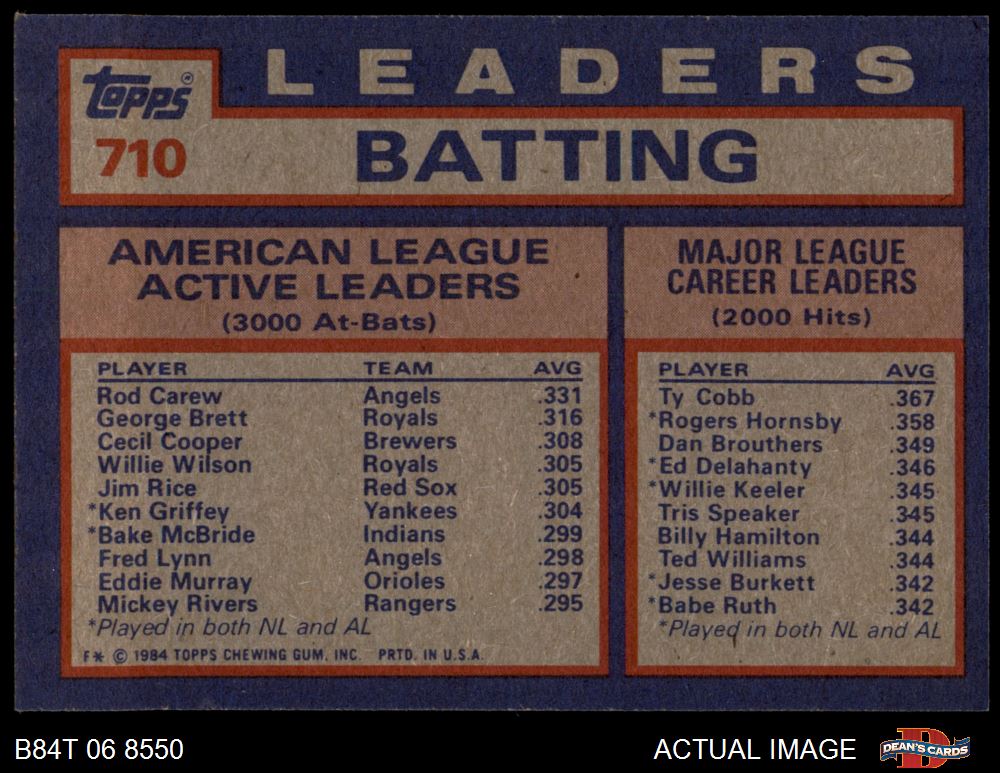 LEADERS
Topps®
710
BATTING
AMERICAN LEAGUE
ACTIVE LEADERS
(3000 At-Bats)
PLAYER TEAM AVG
Rod Carew Angels .331
George Brett Royals .316
Cecil Cooper Brewers .308
Willie Wilson Royals .305
Jim Rice Red Sox .305
*Ken Griffey Yankees .304
*Bake McBride Indians .299
Fred Lynn Angels .298
Eddie Murray Orioles .297
Mickey Rivers Rangers .295
*Played in both NL and AL
F* © 1984 TOPPS CHEWING GUM, INC. PRTD. IN U.S.A.
MAJOR LEAGUE
CAREER LEADERS
(2000 Hits)
PLAYER AVG
Ty Cobb .367
*Rogers Hornsby .358
Dan Brouthers .349
*Ed Delahanty .346
*Willie Keeler .345
Tris Speaker .345
Billy Hamilton .344
Ted Williams .344
*Jesse Burkett .342
*Babe Ruth .342
*Played in both NL and AL
B84T 06 8550
ACTUAL IMAGE
DEAN'S CARDS